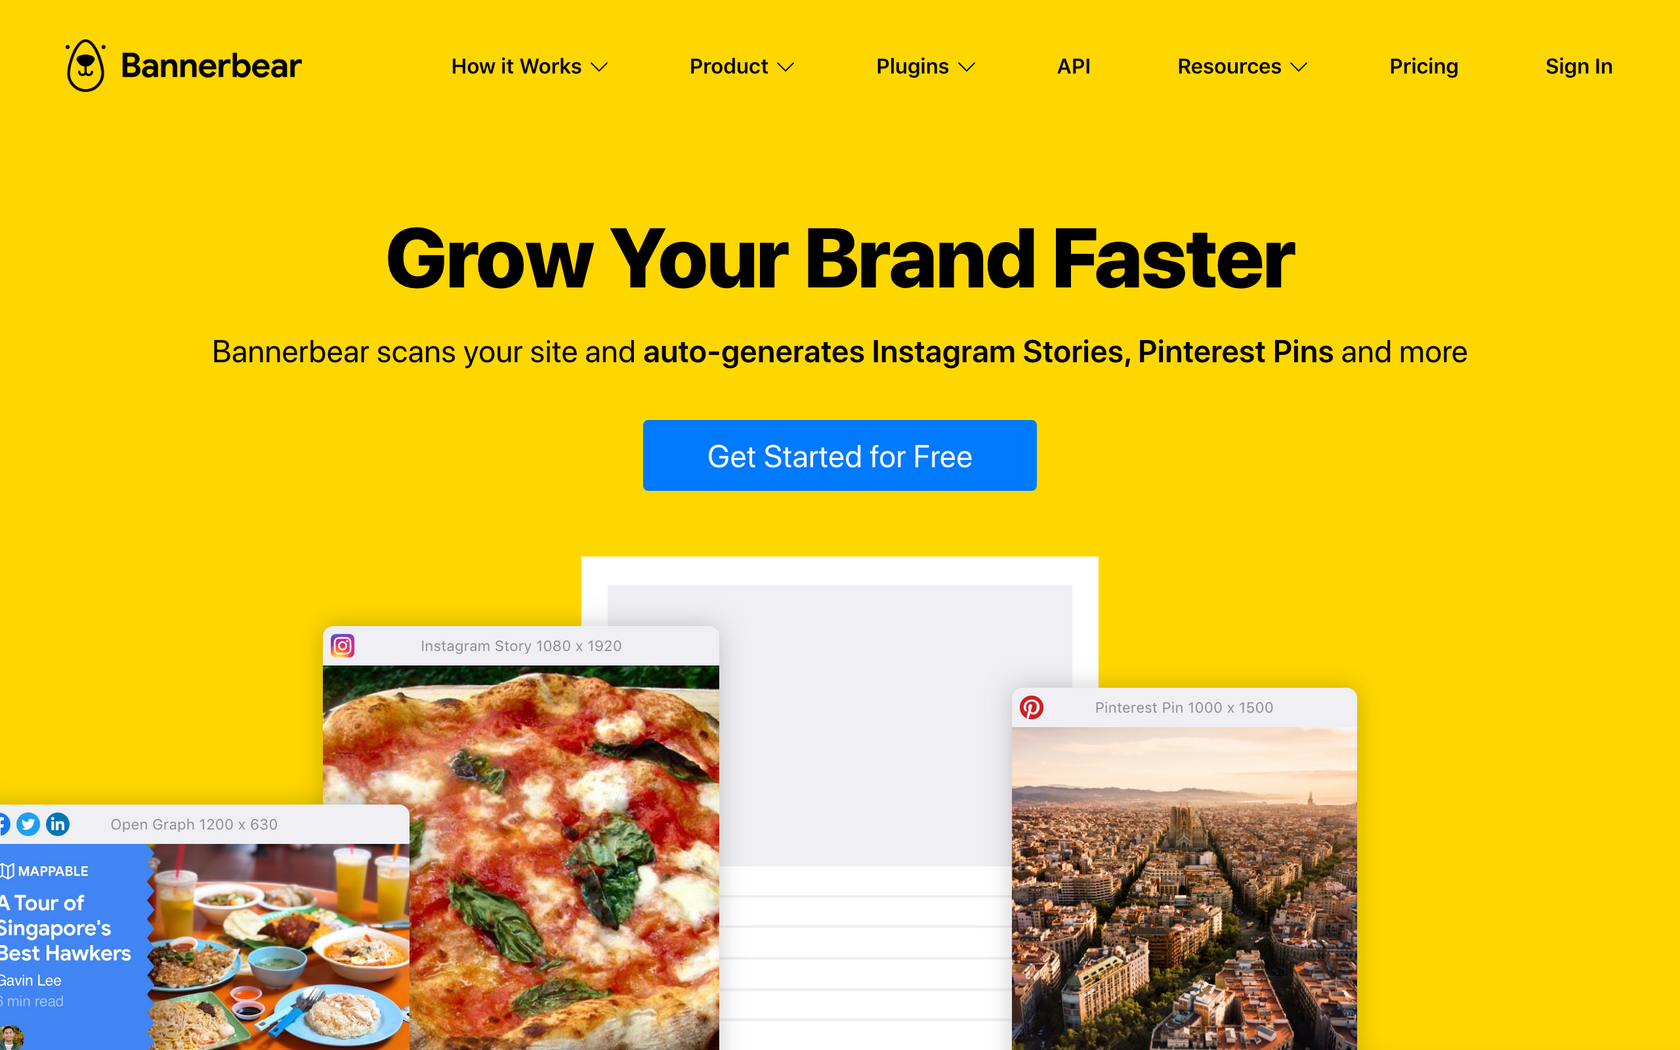 Bannerbear
How it Works
Product
Plugins
API
Resources
Pricing
Sign In
Grow Your Brand Faster
Bannerbear scans your site and auto-generates Instagram Stories, Pinterest Pins and more
Get Started for Free
Instagram Story 1080 x 1920
Pinterest Pin 1000 x 1500
in
Open Graph 1200 x 630
MAPPABLE
A Tour of
Singapore's
Best Hawkers
Gavin Lee
6 min read